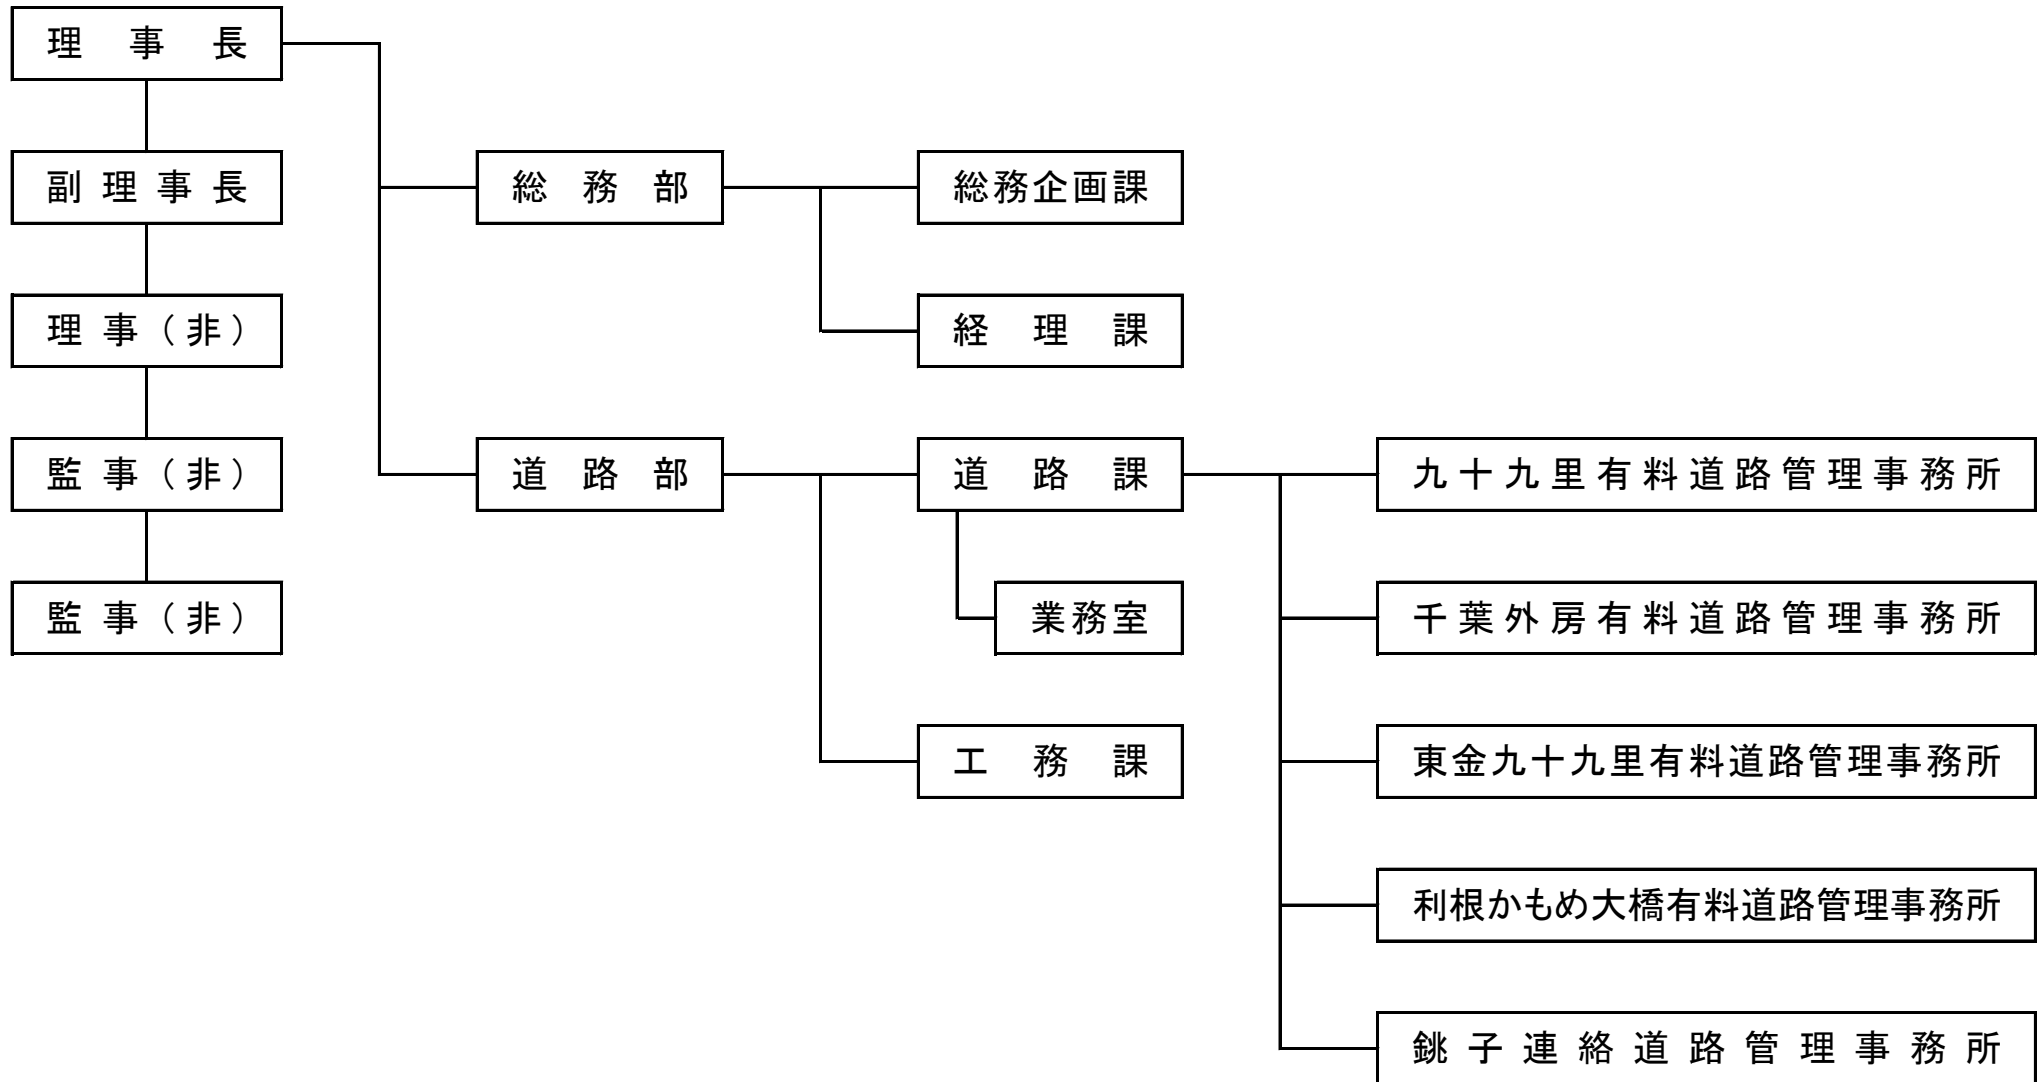 理事長
副理事長
総務部
総務企画課
理事（非）
経理課
監事（非）
道路部
道路課
九十九里有料道路管理事務所
監事（非）
業務室
千葉外房有料道路管理事務所
工務課
東金九十九里有料道路管理事務所
利根かもめ大橋有料道路管理事務所
銚子連絡道路管理事務所